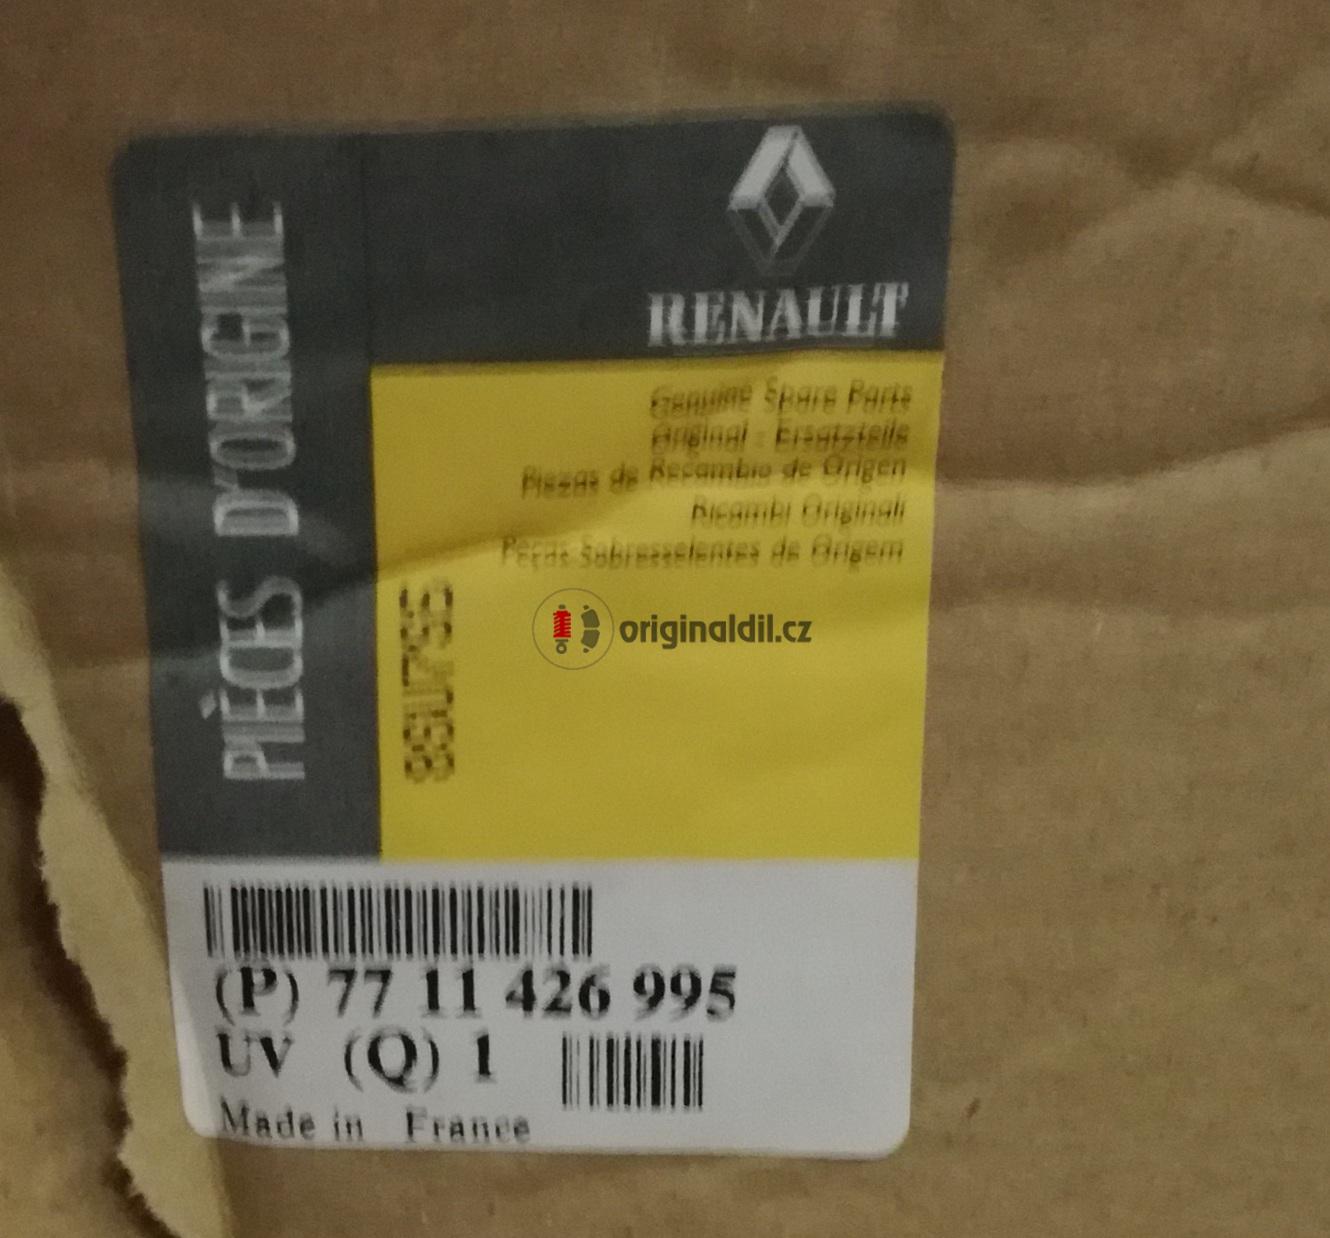 PIÈCES D'ORIGINE
RENAULT
Genuine Spare Parts
Original - Ersatzteile
Piezas de Recambio de Origen
Ricambi Originali
Peças Sobresselentes de Origem
originaldil.cz
(P) 77 11 426 995
UV (Q) 1
Made in France